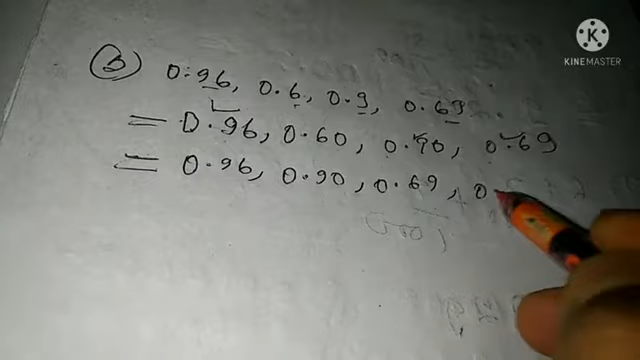 KINEMASTER
(b) 0.96, 0.6, 0.9, 0.69
= 0.96, 0.60, 0.90, 0.69
= 0.96, 0.90, 0.69, 0.